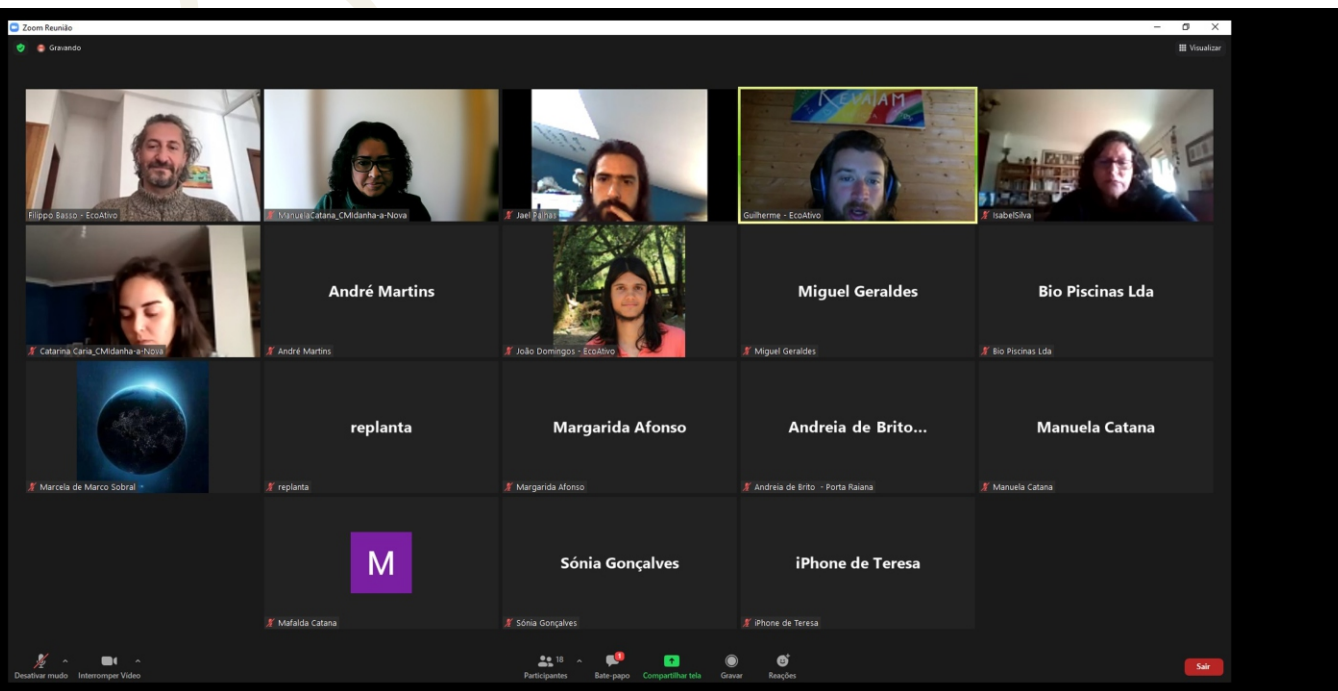 Zoom Reunião
Gravando
Visualizar
KEVAJAM
Filippo Basso - EcoAtivo
ManuelaCatana_CMIdanha-a-Nova
Jael Palhas
Guilherme - EcoAtivo
IsabelSilva
André Martins
Miguel Geraldes
Bio Piscinas Lda
Catarina Caria_CMIdanha-a-Nova
André Martins
João Domingos - EcoAtivo
Miguel Geraldes
Bio Piscinas Lda
replanta
Margarida Afonso
Andreia de Brito...
Manuela Catana
Marcela de Marco Sobral
replanta
Margarida Afonso
Andreia de Brito - Porta Raiana
Manuela Catana
M
Sónia Gonçalves
iPhone de Teresa
Mafalda Catana
Sónia Gonçalves
iPhone de Teresa
18
1
Desativar mudo
Interromper Vídeo
Participantes
Bate-papo
Compartilhar tela
Gravar
Reações
Sair